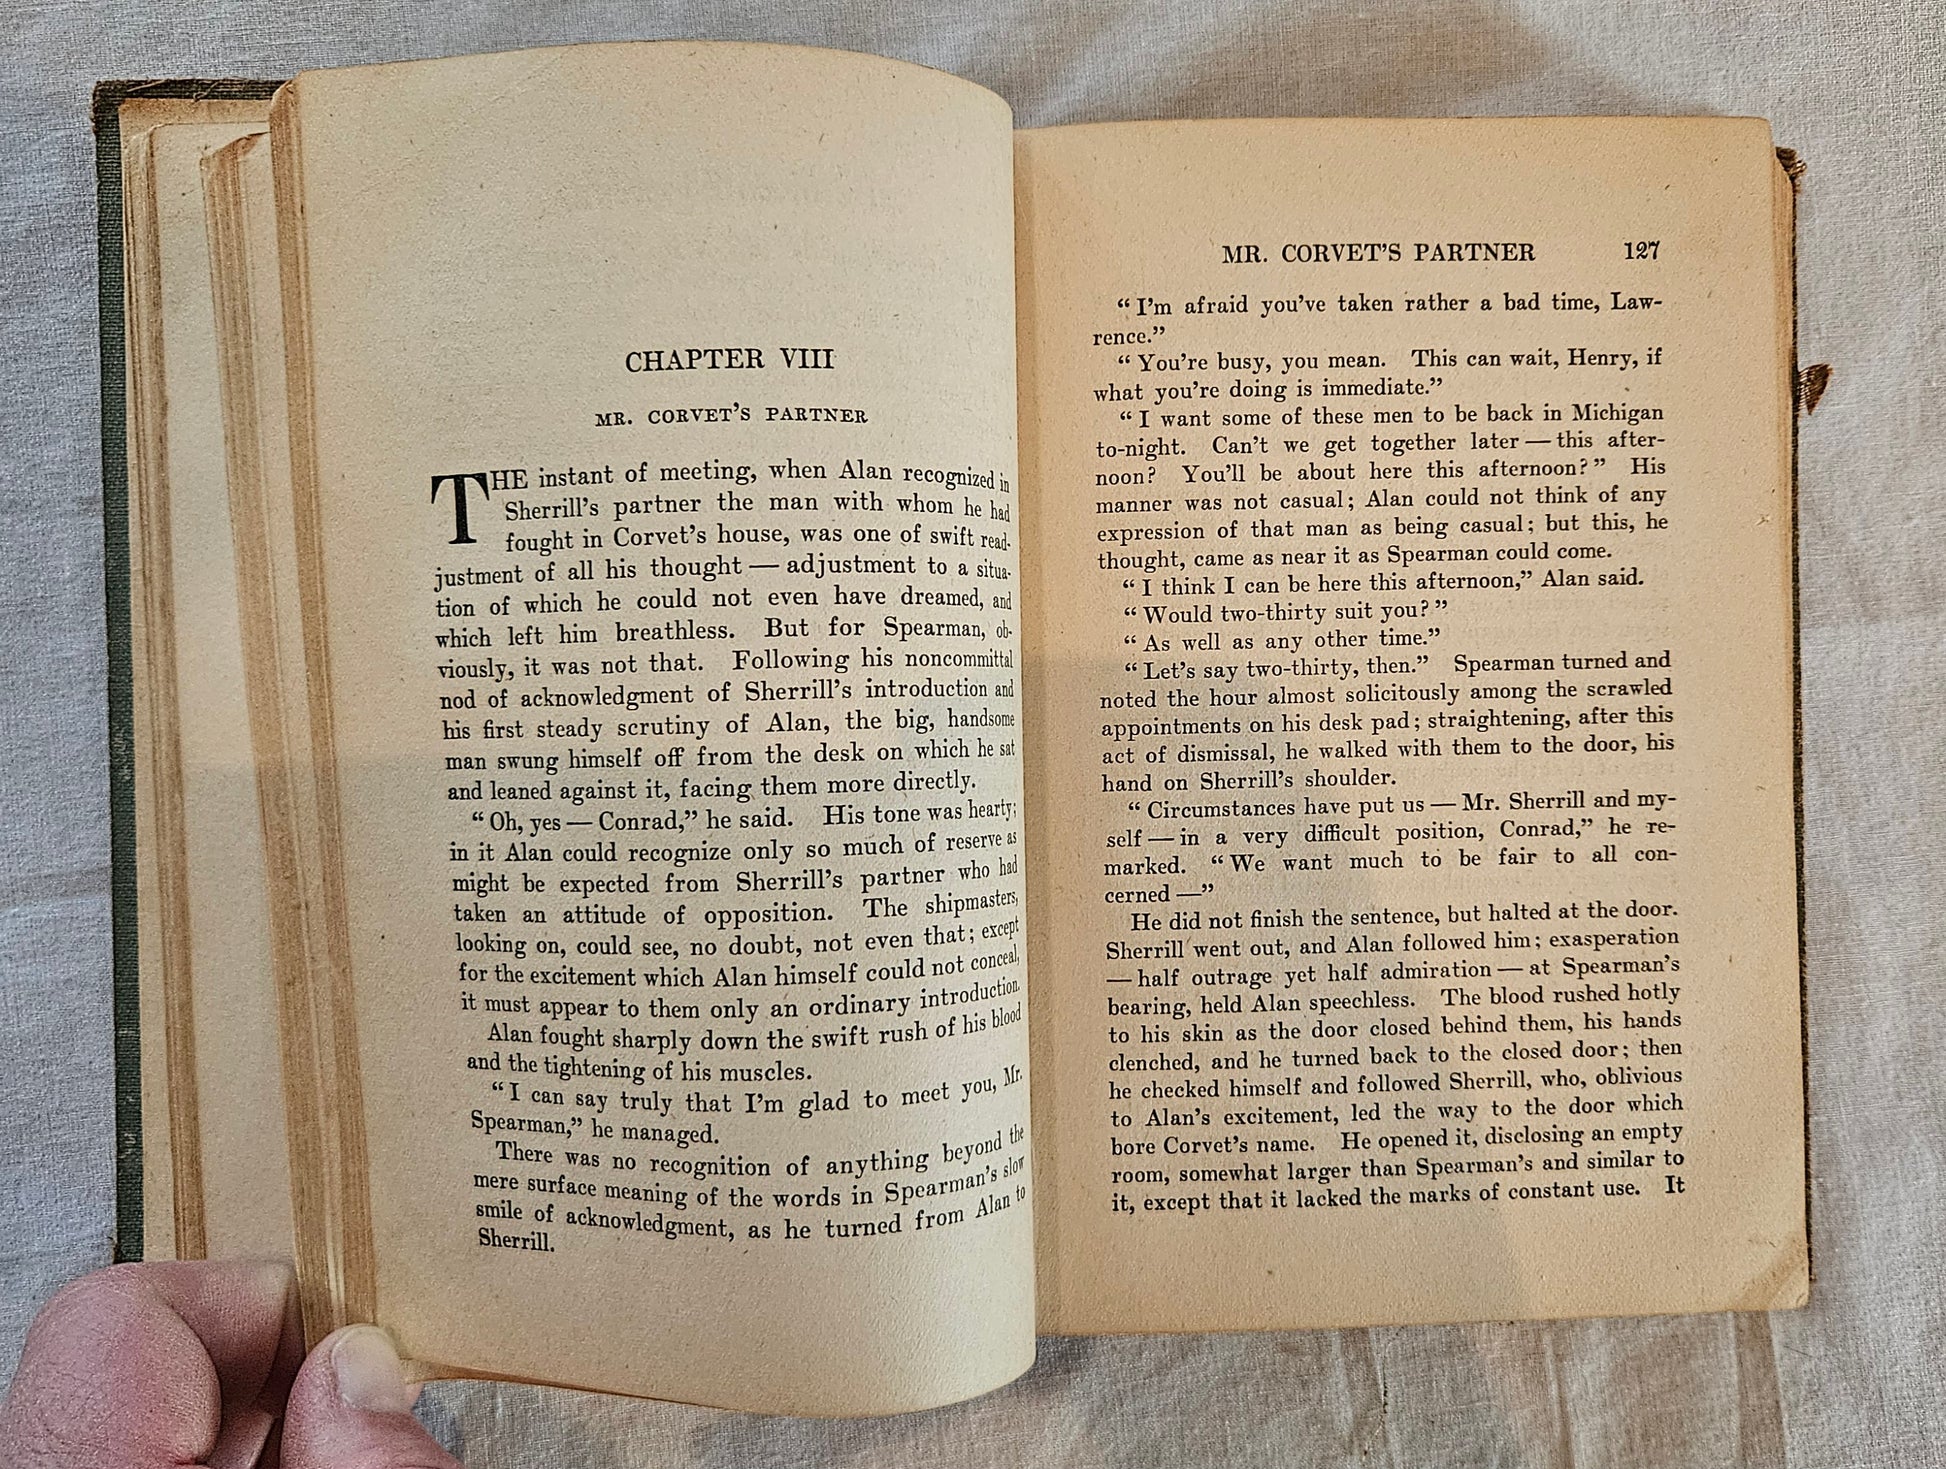 CHAPTER VIII
MR. CORVET'S PARTNER
THE instant of meeting, when Alan recognized in
Sherrill's partner the man with whom he had
fought in Corvet's house, was one of swift read-
justment of all his thought — adjustment to a situa-
tion of which he could not even have dreamed, and
which left him breathless. But for Spearman, ob-
viously, it was not that. Following his noncommittal
nod of acknowledgment of Sherrill's introduction and
his first steady scrutiny of Alan, the big, handsome
man swung himself off from the desk on which he sat
and leaned against it, facing them more directly.
"Oh, yes — Conrad," he said. His tone was hearty;
in it Alan could recognize only so much of reserve as
might be expected from Sherrill's partner who had
taken an attitude of opposition. The shipmasters,
looking on, could see, no doubt, not even that; except
for the excitement which Alan himself could not conceal,
it must appear to them only an ordinary introduction.
Alan fought sharply down the swift rush of his blood
and the tightening of his muscles.
"I can say truly that I'm glad to meet you, Mr.
Spearman," he managed.
There was no recognition of anything beyond the
mere surface meaning of the words in Spearman's slow
smile of acknowledgment, as he turned from Alan to
Sherrill.
MR. CORVET'S PARTNER 127
"I'm afraid you've taken rather a bad time, Law-
rence."
"You're busy, you mean. This can wait, Henry, if
what you're doing is immediate."
"I want some of these men to be back in Michigan
to-night. Can't we get together later — this after-
noon? You'll be about here this afternoon?" His
manner was not casual; Alan could not think of any
expression of that man as being casual; but this, he
thought, came as near it as Spearman could come.
"I think I can be here this afternoon," Alan said.
"Would two-thirty suit you?"
"As well as any other time."
"Let's say two-thirty, then." Spearman turned and
noted the hour almost solicitously among the scrawled
appointments on his desk pad; straightening, after this
act of dismissal, he walked with them to the door, his
hand on Sherrill's shoulder.
"Circumstances have put us — Mr. Sherrill and my-
self — in a very difficult position, Conrad," he re-
marked. "We want much to be fair to all con-
cerned —"
He did not finish the sentence, but halted at the door.
Sherrill went out, and Alan followed him; exasperation
— half outrage yet half admiration — at Spearman's
bearing, held Alan speechless. The blood rushed hotly
to his skin as the door closed behind them, his hands
clenched, and he turned back to the closed door; then
he checked himself and followed Sherrill, who, oblivious
to Alan's excitement, led the way to the door which
bore Corvet's name. He opened it, disclosing an empty
room, somewhat larger than Spearman's and similar to
it, except that it lacked the marks of constant use. It